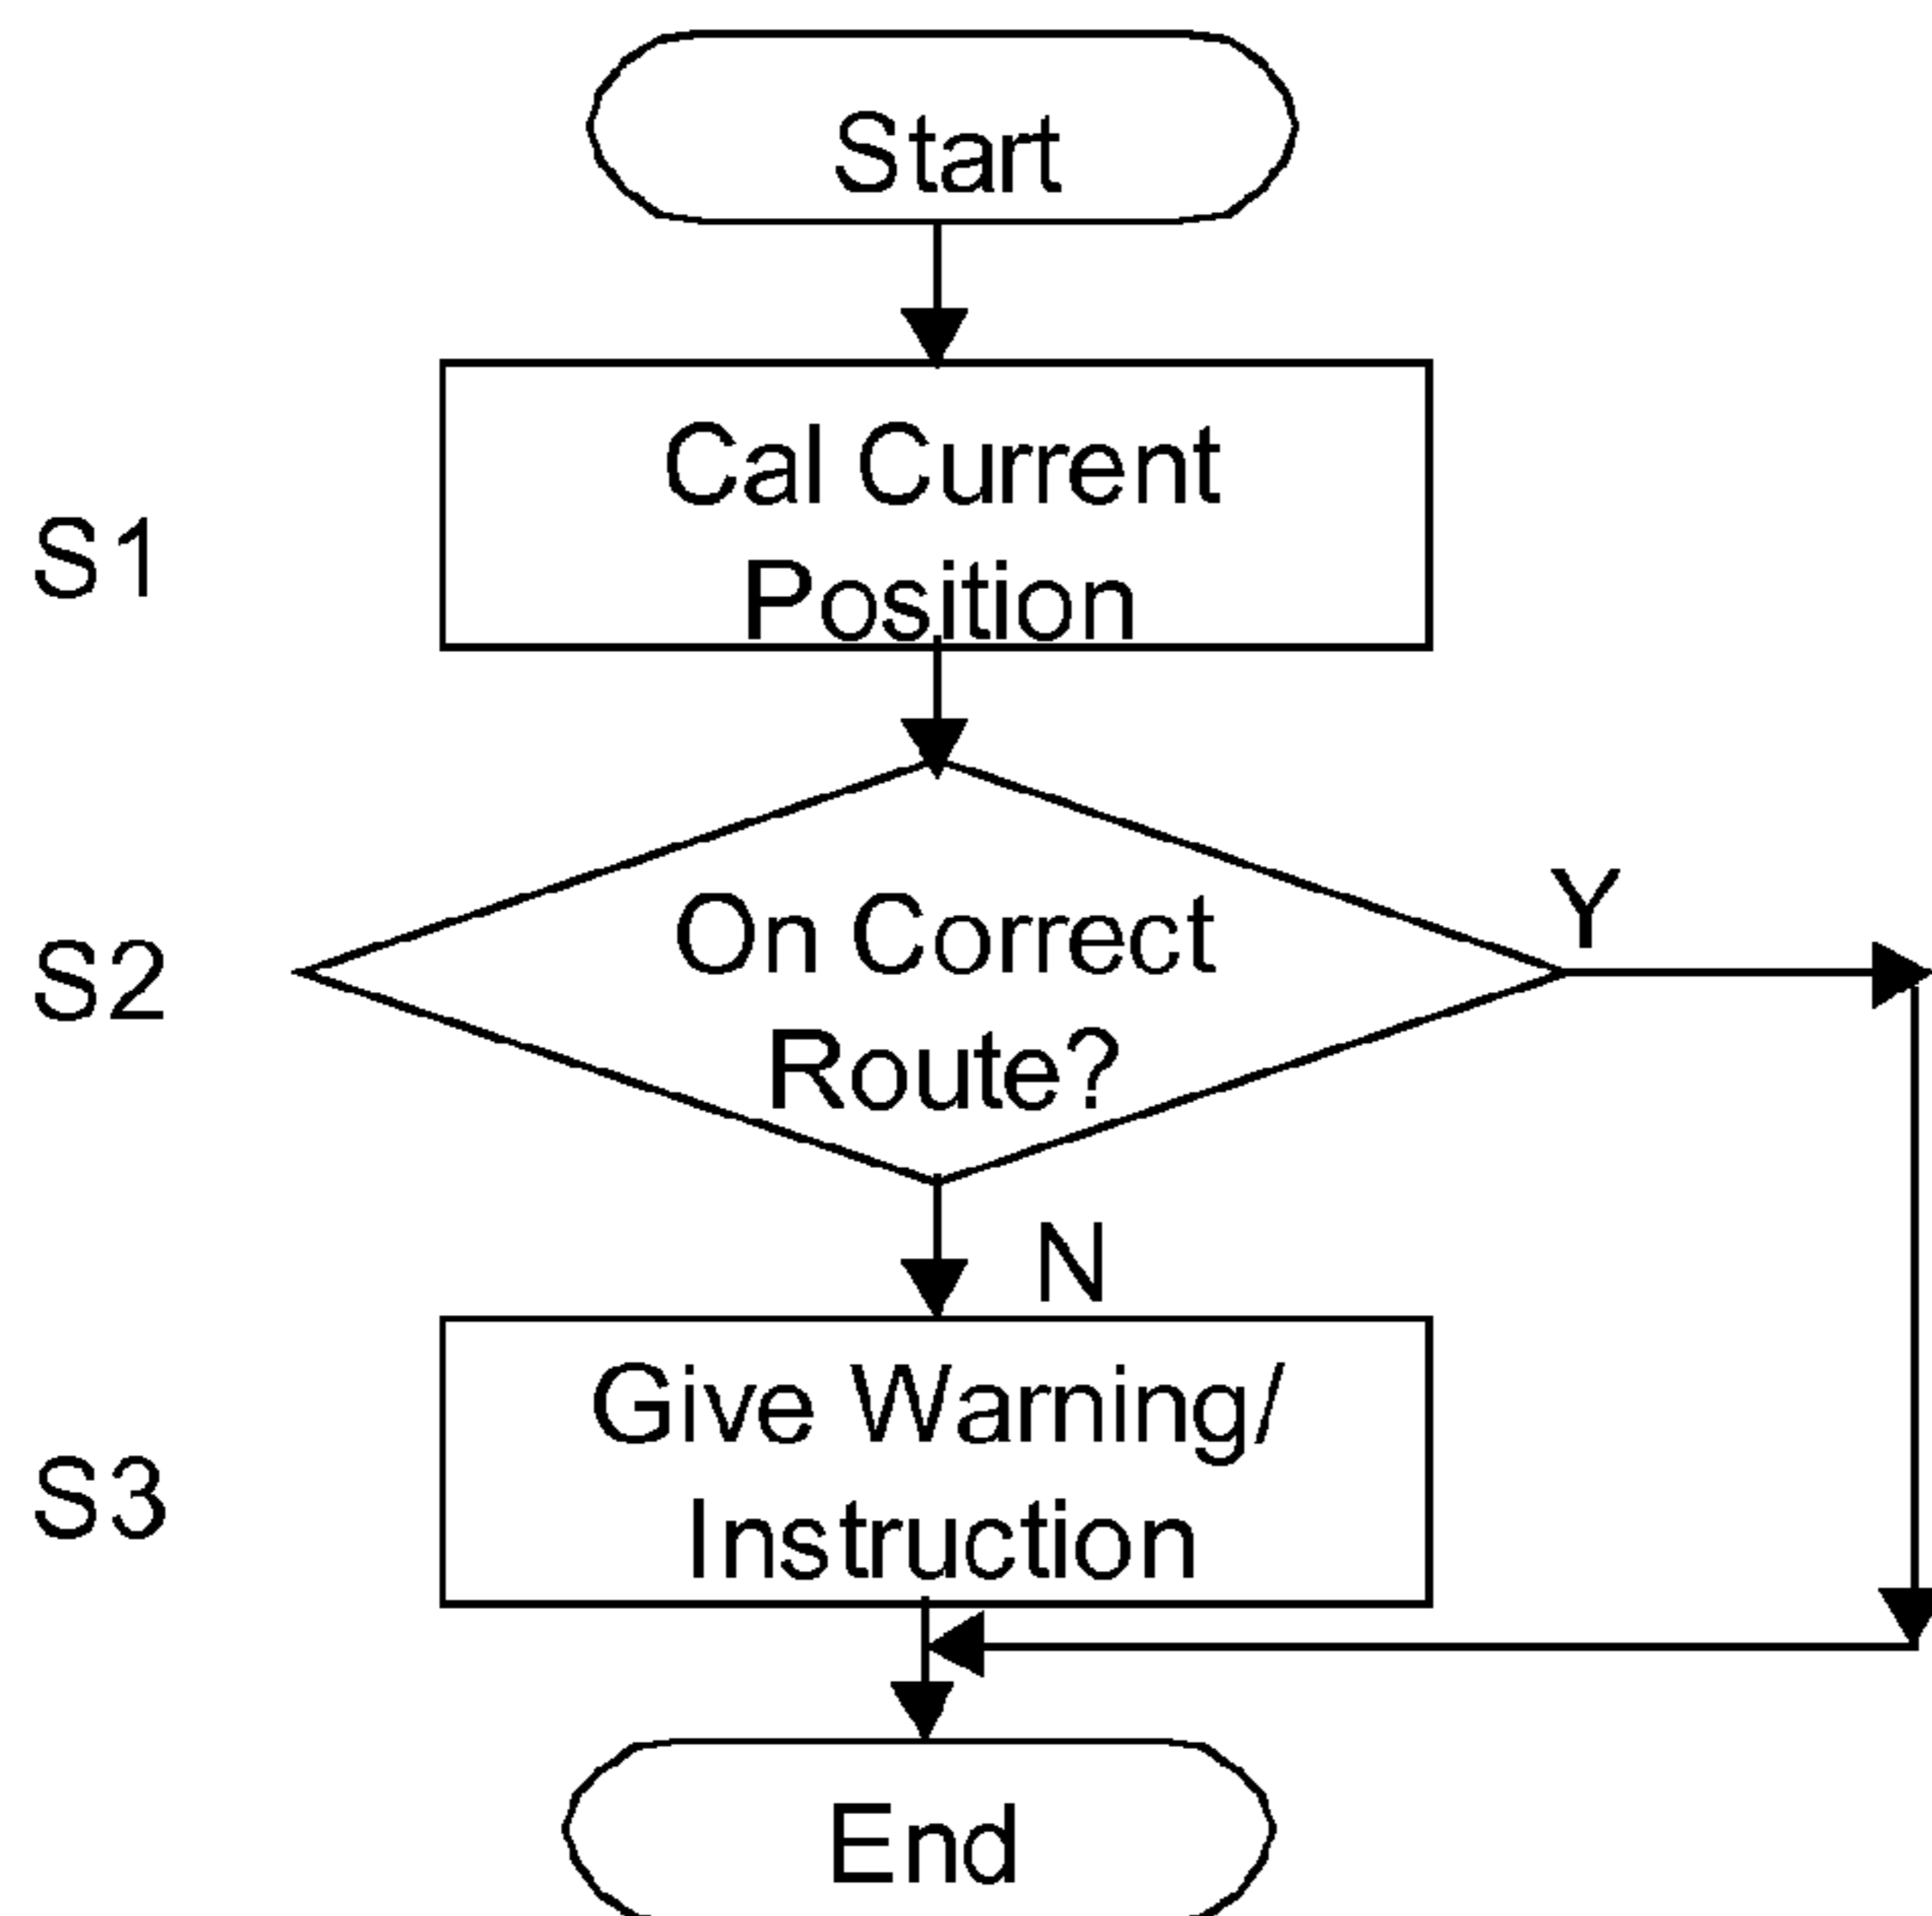 Start
S1
Cal Current
Position
S2
On Correct
Route?
Y
N
S3
Give Warning/
Instruction
End